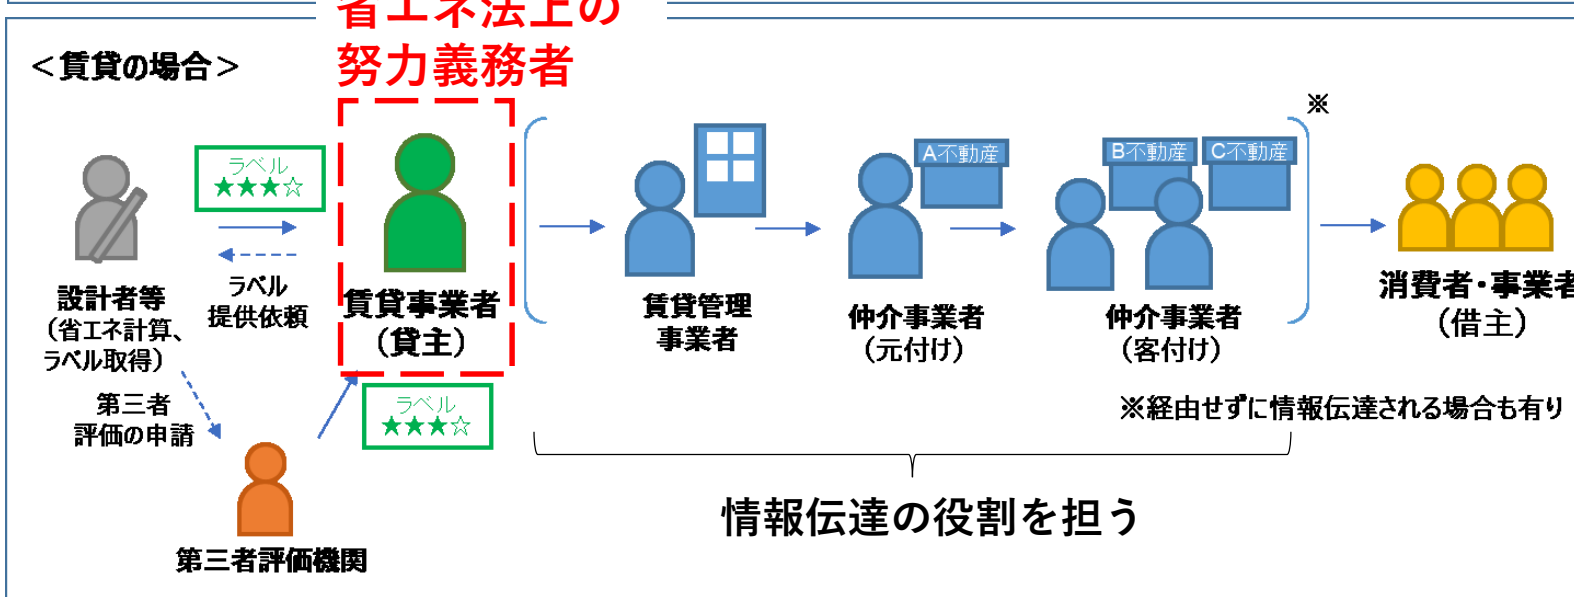 省エネ法上の
努力義務者
＜賃貸の場合＞
※
ラベル
★★★☆
A不動産
B不動産
C不動産
設計者等
（省エネ計算、
ラベル取得）
ラベル
提供依頼
賃貸事業者
（貸主）
賃貸管理
事業者
仲介事業者
（元付け）
仲介事業者
（客付け）
消費者・事業者
（借主）
第三者
評価の申請
ラベル
★★★☆
※経由せずに情報伝達される場合も有り
情報伝達の役割を担う
第三者評価機関